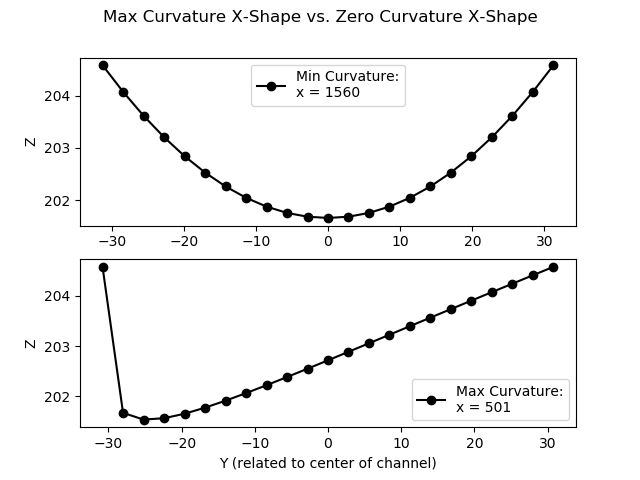 Max Curvature X-Shape vs. Zero Curvature X-Shape
Min Curvature:
x = 1560
Z
204
203
202
−30
−20
−10
0
10
20
30
Max Curvature:
x = 501
Z
204
203
202
−30
−20
−10
0
10
20
30
Y (related to center of channel)